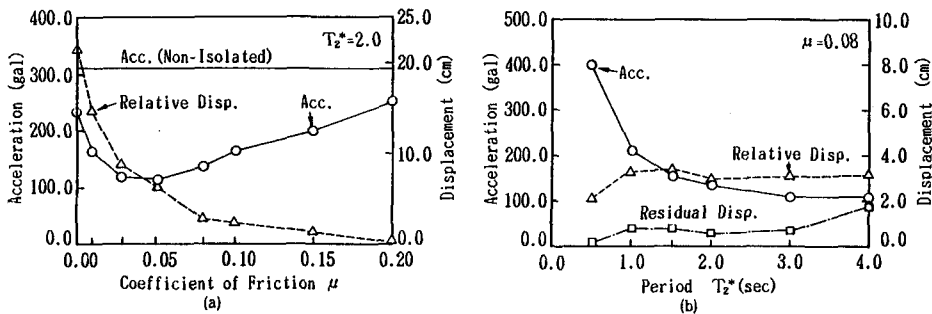 400.0
300.0
200.0
100.0
0.0
Acceleration (gal)
0.00
0.05
0.10
0.15
0.20
Coefficient of Friction μ
(a)
25.0
20.0
10.0
0.0
Displacement (cm)
T₂*=2.0
Acc. (Non-Isolated)
Relative Disp.
Acc.
500.0
400.0
300.0
200.0
100.0
0.0
Acceleration (gal)
0.0
1.0
2.0
3.0
4.0
Period T₂*(sec)
(b)
10.0
8.0
6.0
4.0
2.0
0.0
Displacement (cm)
μ=0.08
Acc.
Relative Disp.
Residual Disp.